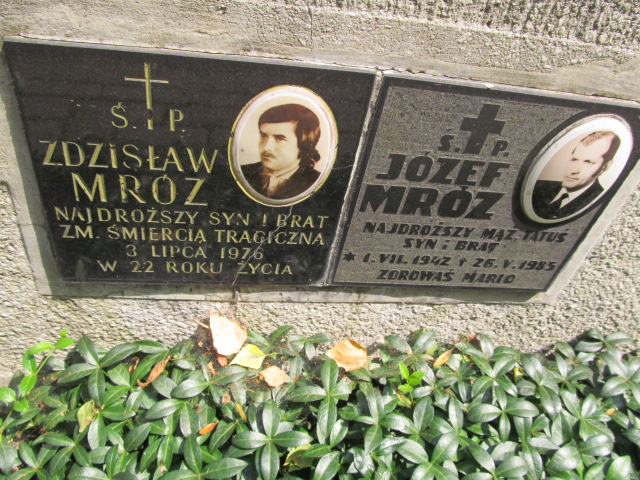 Ś. P.
ZDZISŁAW
MRÓZ
NAJDROŻSZY SYN I BRAT
ZM. ŚMIERCIĄ TRAGICZNĄ
3 LIPCA 1976
W 22 ROKU ŻYCIA
Ś. P.
JÓZEF
MRÓZ
NAJDROŻSZY MĄŻ, TATUŚ
SYN i BRAT
* 1. VII. 1942 + 26. V. 1985
ZDROWAŚ MARIO